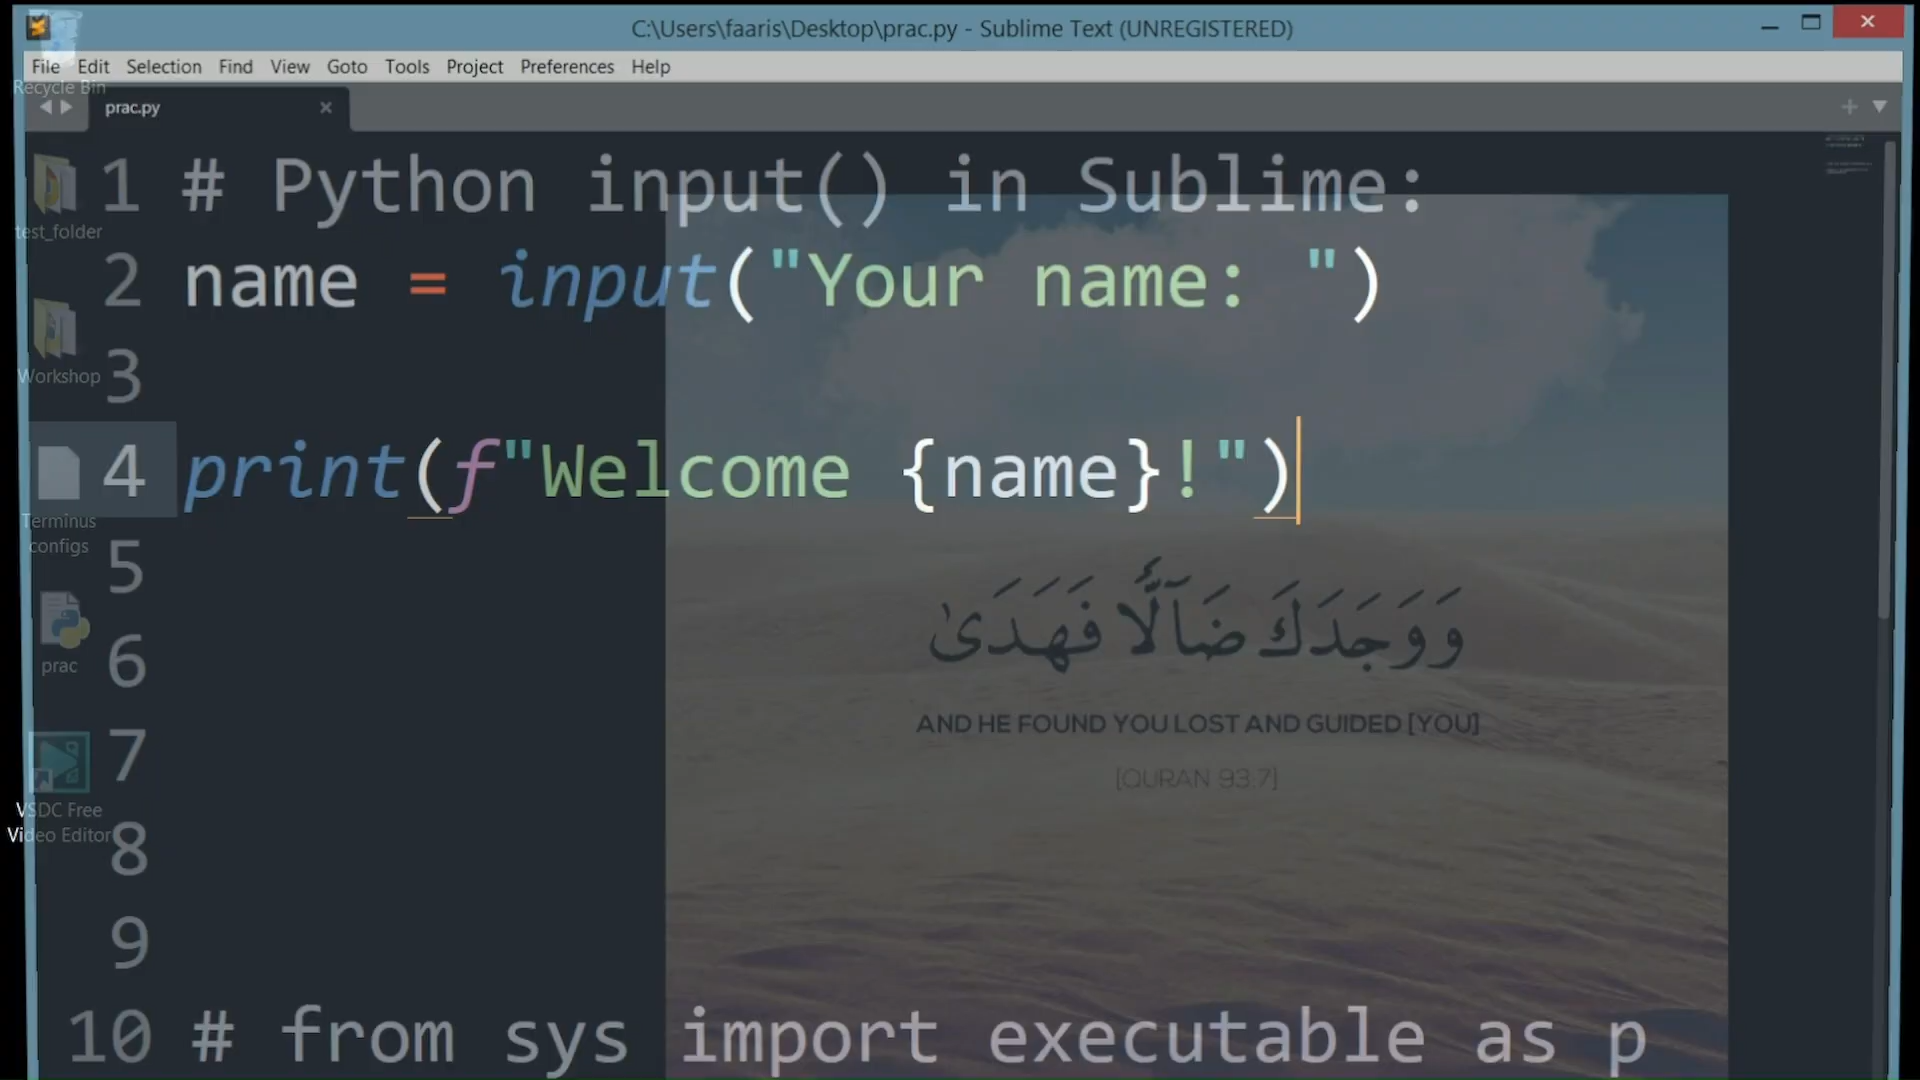 C:\Users\faaris\Desktop\prac.py - Sublime Text (UNREGISTERED)
File Edit Selection Find View Goto Tools Project Preferences Help
Recycle Bin
prac.py
1 # Python input() in Sublime:
test_folder
2 name = input("Your name: ")
Workshop
3
4 print(f"Welcome {name}!")
Terminus
configs
5
وَوَجَدَكَ ضَآلًّا فَهَدَىٰ
prac
6
AND HE FOUND YOU LOST AND GUIDED [YOU]
7
[QURAN 93.7]
VSDC Free
Video Editor
8
9
10 # from sys import executable as p